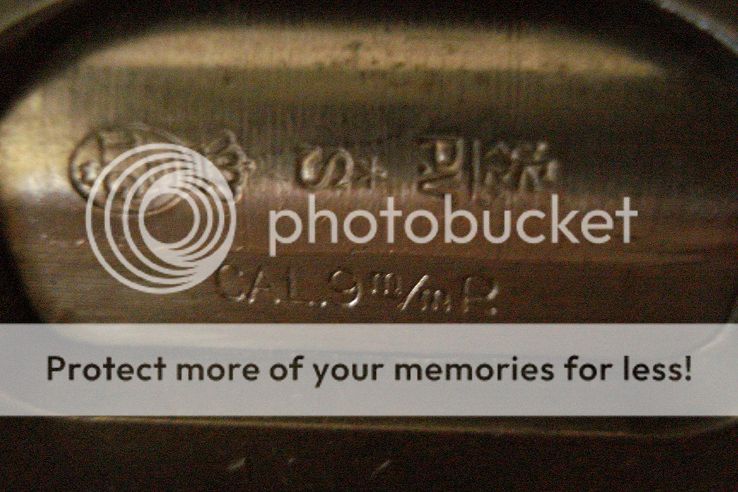 S*
photobucket
CAL.9m/m P.
Protect more of your memories for less!